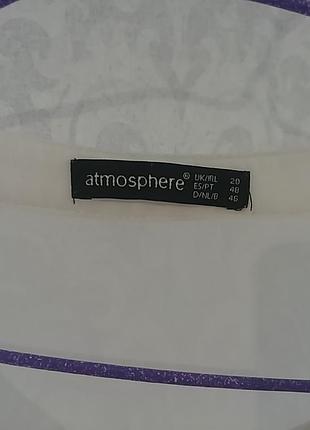 atmosphere® UK/IRL 20
ES/PT 48
D/NL/B 46